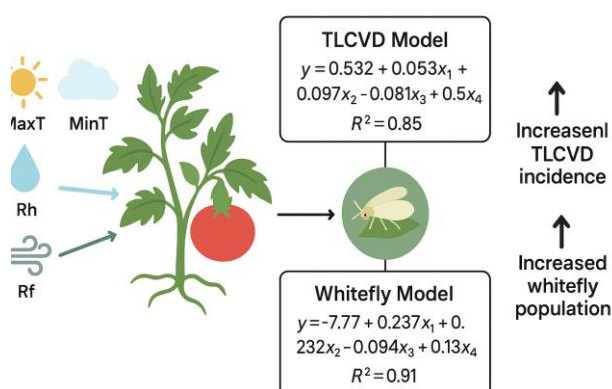 MaxT MinT
Rh
Rf
TLCVD Model
y = 0.532 + 0.053x₁ +
0.097x₂ - 0.081x₃ + 0.5x₄
R² = 0.85
Whitefly Model
y = -7.77 + 0.237x₁ + 0.
232x₂ - 0.094x₃ + 0.13x₄
R² = 0.91
Increasenl
TLCVD
incidence
Increased
whitefly
population